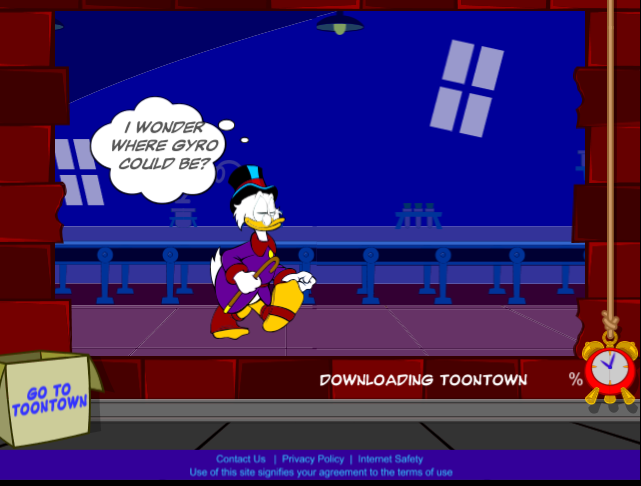 I WONDER
WHERE GYRO
COULD BE?
DOWNLOADING TOONTOWN %
GO TO
TOONTOWN
Contact Us | Privacy Policy | Internet Safety
Use of this site signifies your agreement to the terms of use